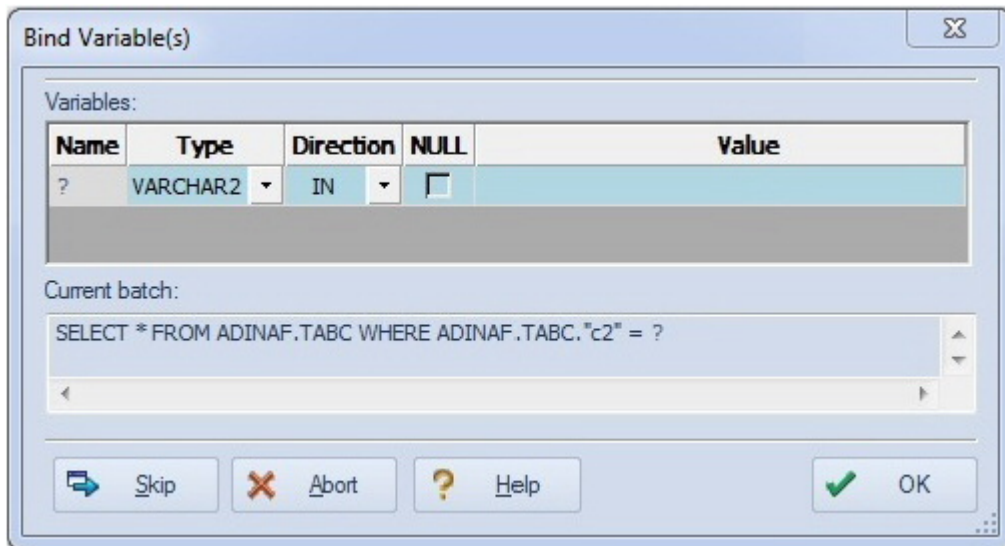 Bind Variable(s)
Variables:
Name Type Direction NULL Value
? VARCHAR2 IN
Current batch:
SELECT * FROM ADINAF.TABC WHERE ADINAF.TABC."c2" = ?
Skip Abort Help OK